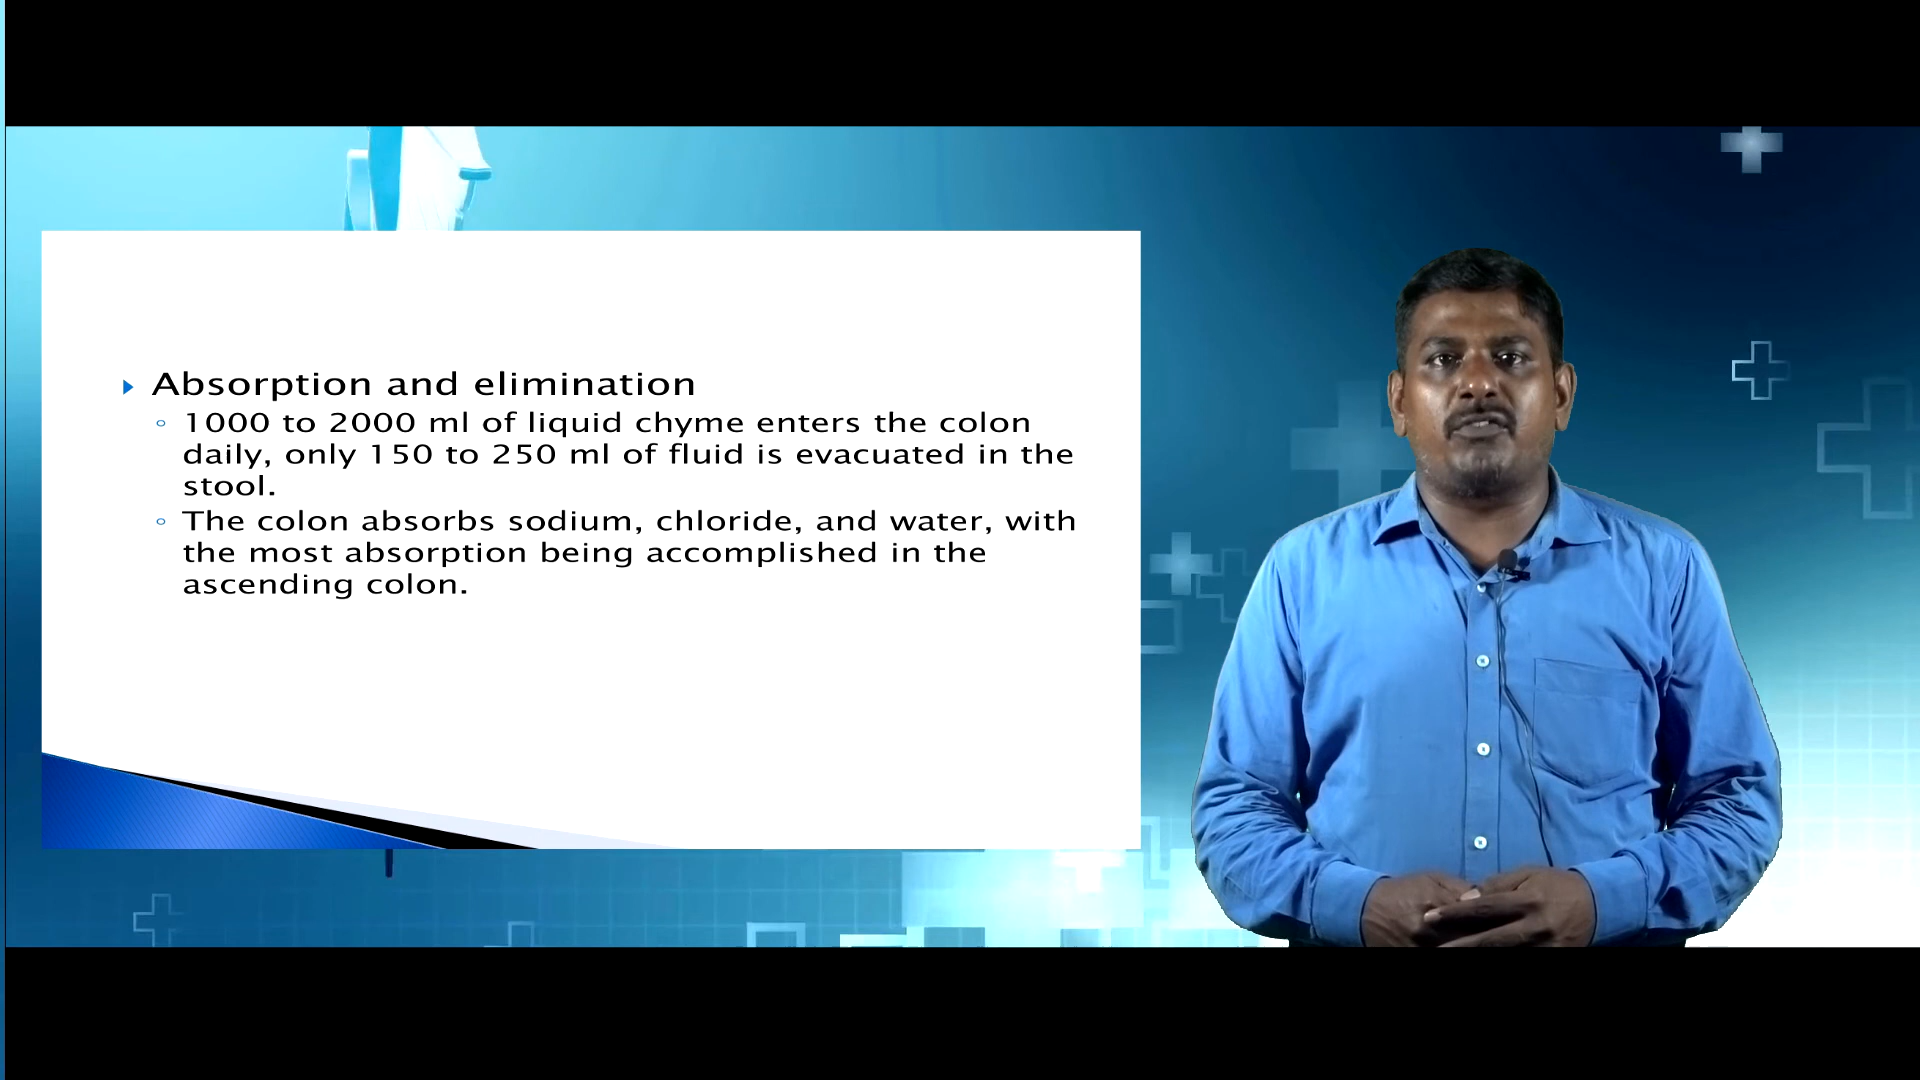 Absorption and elimination
1000 to 2000 ml of liquid chyme enters the colon
daily, only 150 to 250 ml of fluid is evacuated in the
stool.
The colon absorbs sodium, chloride, and water, with
the most absorption being accomplished in the
ascending colon.